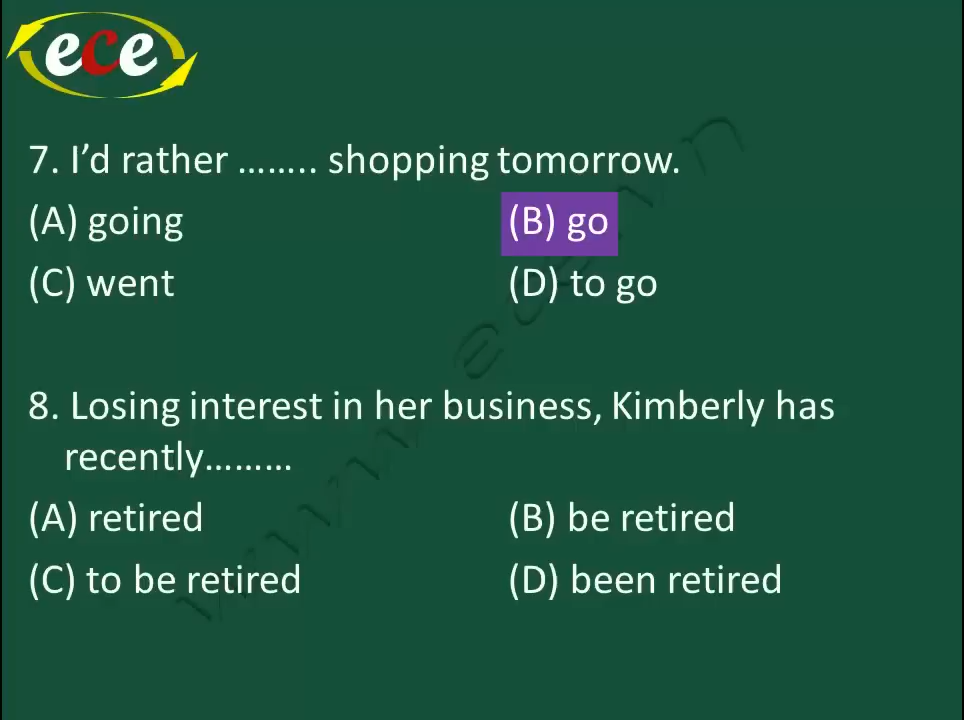 ece
7. I’d rather …….. shopping tomorrow.
(A) going (B) go
(C) went (D) to go
8. Losing interest in her business, Kimberly has
recently………
(A) retired (B) be retired
(C) to be retired (D) been retired